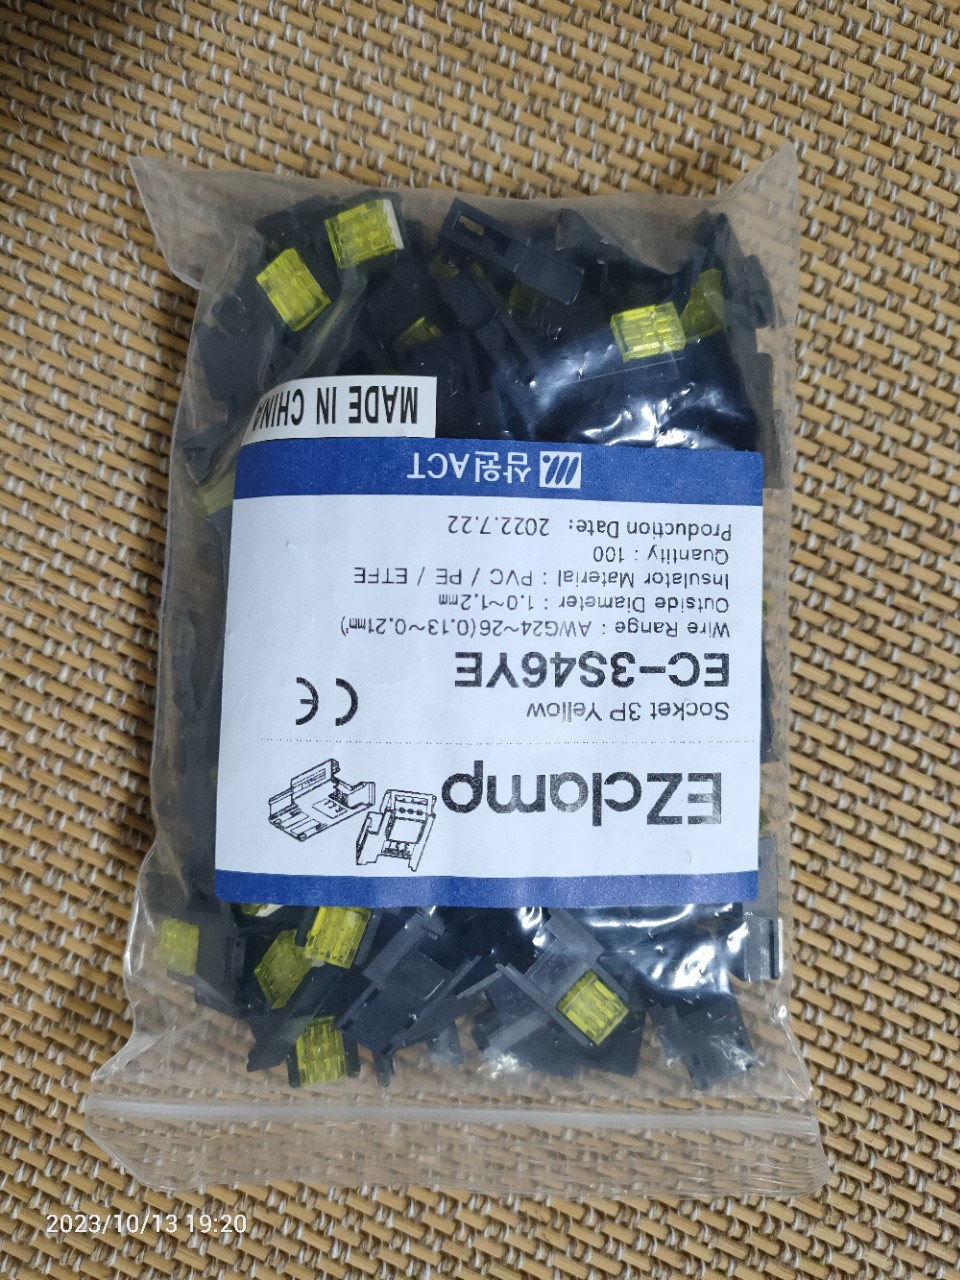 EZclamp
Socket 3P Yellow
EC-3S46YE
CE
Wire Range : AWG24~26(0.13~0.21㎟)
Outside Diameter : 1.0~1.2㎜
Insulator Material : PVC / PE / ETFE
Quantity : 100
Production Date: 2022.7.22
삼원ACT
MADE IN CHINA
2023/10/13 19:20